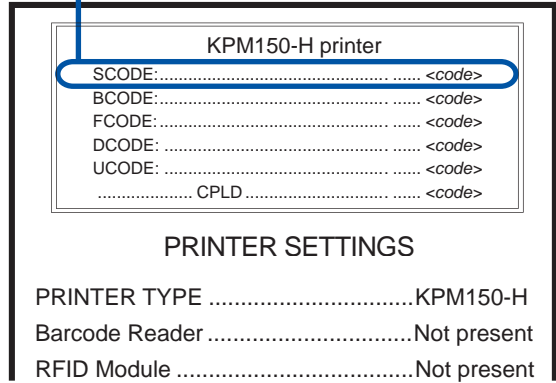 KPM150-H printer
SCODE:................................................ ...... <code>
BCODE:................................................ ...... <code>
FCODE:................................................ ...... <code>
DCODE: ............................................... ...... <code>
UCODE: ............................................... ...... <code>
.................... CPLD .............................. ...... <code>
PRINTER SETTINGS
PRINTER TYPE ..................................KPM150-H
Barcode Reader ..................................Not present
RFID Module .......................................Not present